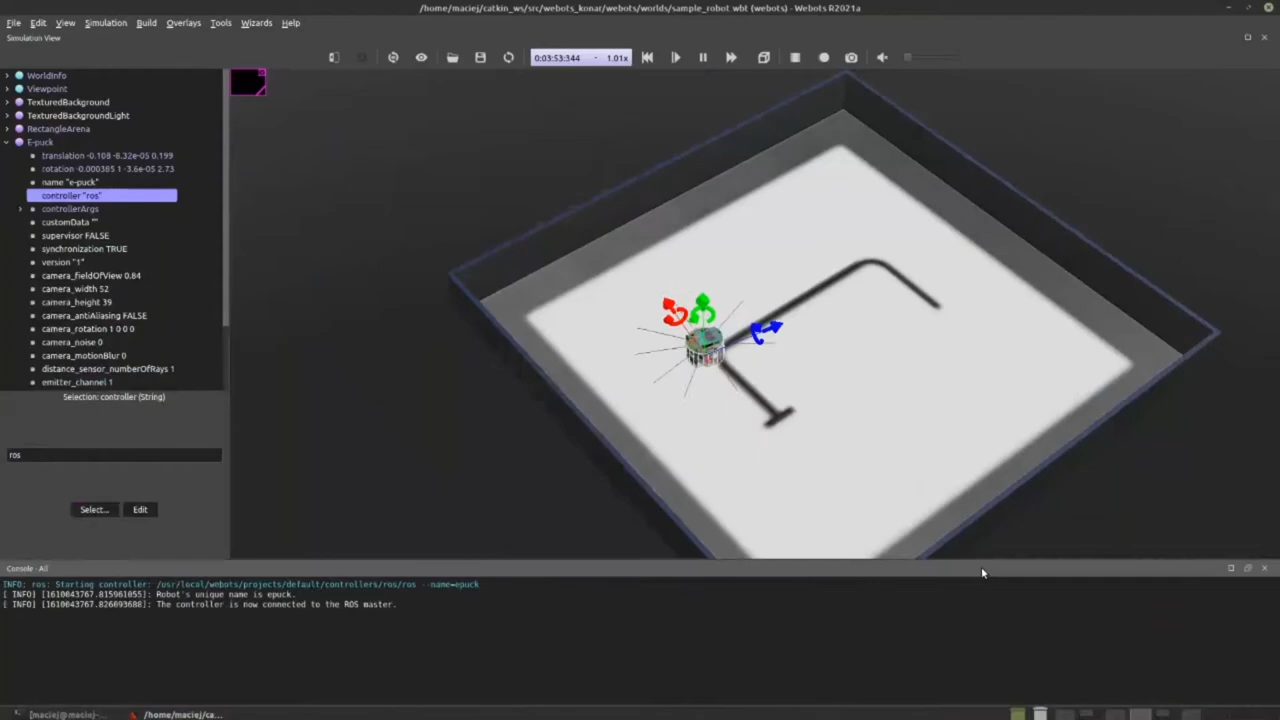 /home/maciej/catkin_ws/src/webots_konar/webots/worlds/sample_robot.wbt (webots) - Webots R2021a
File Edit View Simulation Build Overlays Tools Wizards Help
Simulation View
0:03:53:344 - 1.01x
WorldInfo
Viewpoint
TexturedBackground
TexturedBackgroundLight
RectangleArena
E-puck
translation -0.108 -8.32e-05 0.199
rotation -0.000385 1 -3.6e-05 2.73
name "e-puck"
controller "ros"
controllerArgs
customData ""
supervisor FALSE
synchronization TRUE
version "1"
camera_fieldOfView 0.84
camera_width 52
camera_height 39
camera_antiAliasing FALSE
camera_rotation 1 0 0 0
camera_noise 0
camera_motionBlur 0
distance_sensor_numberOfRays 1
emitter_channel 1
Selection: controller (String)
ros
Select... Edit
Console - All
INFO: ros: Starting controller: /usr/local/webots/projects/default/controllers/ros/ros --name=epuck
[ INFO] [1610043767.815961055]: Robot's unique name is epuck.
[ INFO] [1610043767.826093688]: The controller is now connected to the ROS master.
[maciej@maciej-... /home/maciej/ca...